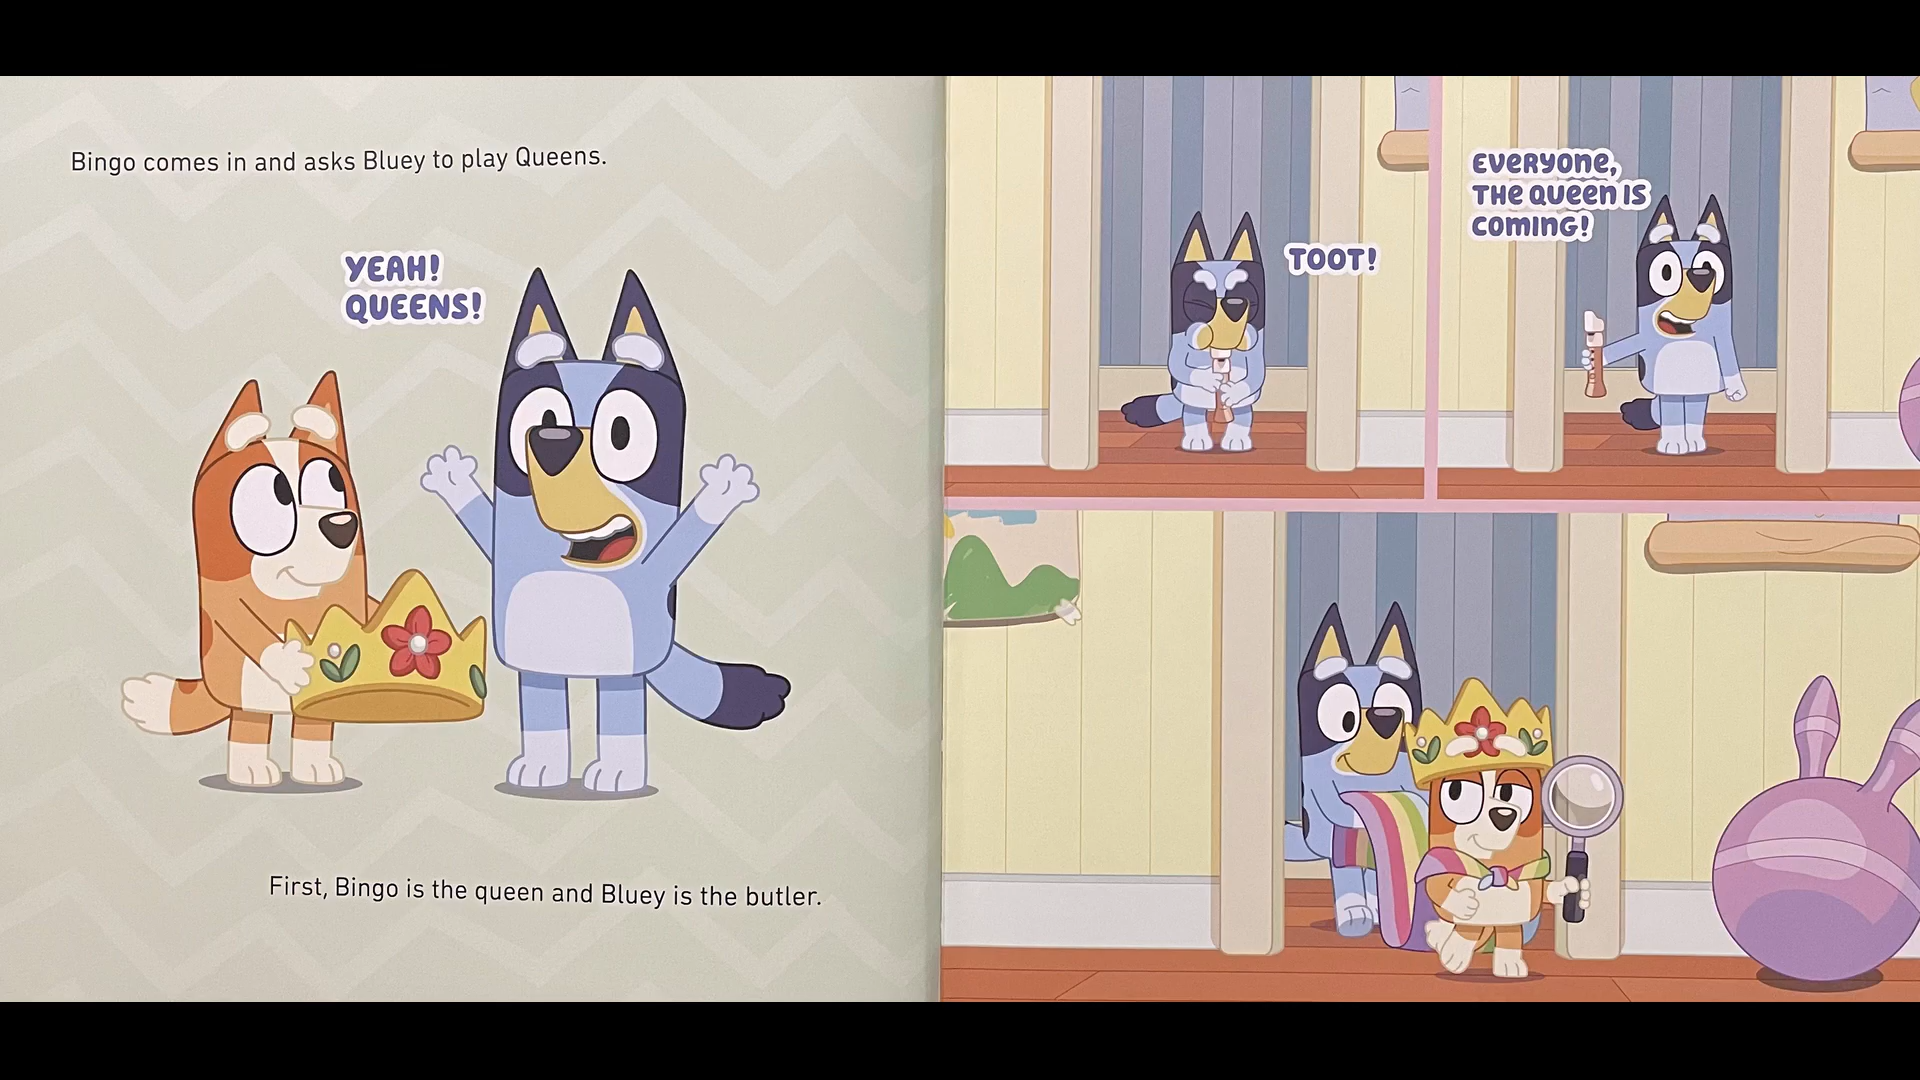 Bingo comes in and asks Bluey to play Queens.
YEAH!
QUEENS!
First, Bingo is the queen and Bluey is the butler.
TOOT!
EVERYONE,
THE QUEEN IS
COMING!